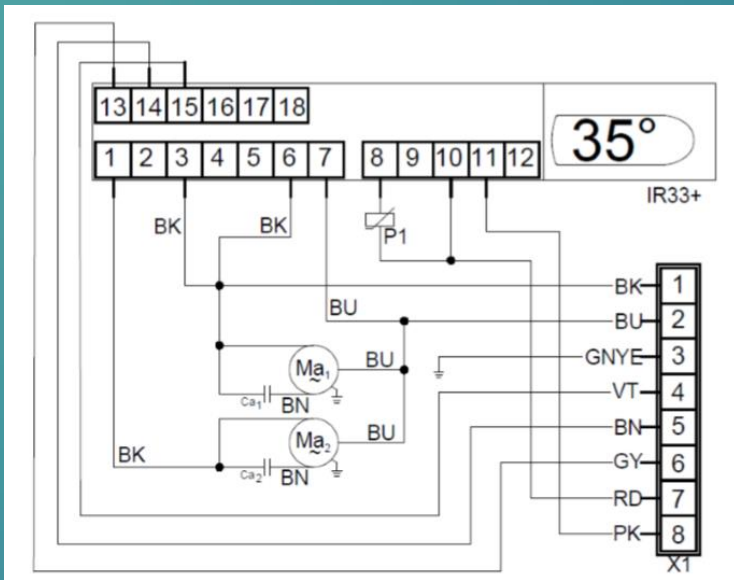 13 14 15 16 17 18
1 2 3 4 5 6 7 8 9 10 11 12
35°
IR33+
BK BK
P1
BK 1
BU
BU 2
GNYE 3
Ma₁
~
BU
Ca₁ BN
VT 4
BN 5
Ma₂
~
BU
BK
Ca₂ BN
GY 6
RD 7
PK 8
X1